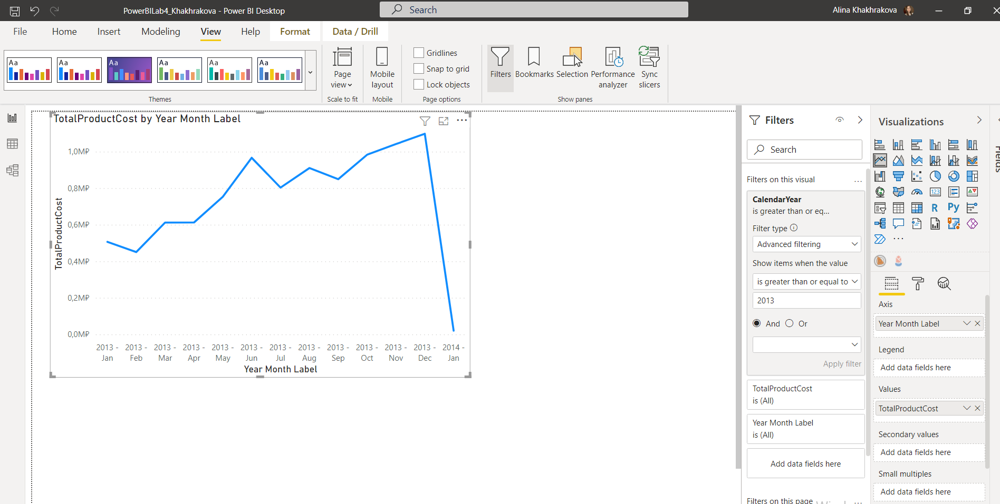 PowerBILab4_Khakhrakova - Power BI Desktop
Search
Alina Khakhrakova
File
Home
Insert
Modeling
View
Help
Format
Data / Drill
Aa
Aa
Aa
Aa
Aa
Aa
Themes
Page
view
Scale to fit
Mobile
layout
Mobile
Gridlines
Snap to grid
Lock objects
Page options
Filters
Bookmarks
Selection
Performance
analyzer
Sync
slicers
Show panes
TotalProductCost by Year Month Label
TotalProductCost
1,0M₽
0,8M₽
0,6M₽
0,4M₽
0,2M₽
0,0M₽
2013 -
Jan
2013 -
Feb
2013 -
Mar
2013 -
Apr
2013 -
May
2013 -
Jun
2013 -
Jul
2013 -
Aug
2013 -
Sep
2013 -
Oct
2013 -
Nov
2013 -
Dec
2014 -
Jan
Year Month Label
Filters
Search
Filters on this visual
...
CalendarYear
is greater than or eq...
Filter type
Advanced filtering
Show items when the value
is greater than or equal to
2013
And
Or
Apply filter
TotalProductCost
is (All)
Year Month Label
is (All)
Add data fields here
Filters on this page
...
Visualizations
123
R
Py
...
Axis
Year Month Label
Legend
Add data fields here
Values
TotalProductCost
Secondary values
Add data fields here
Small multiples
Add data fields here
Fields